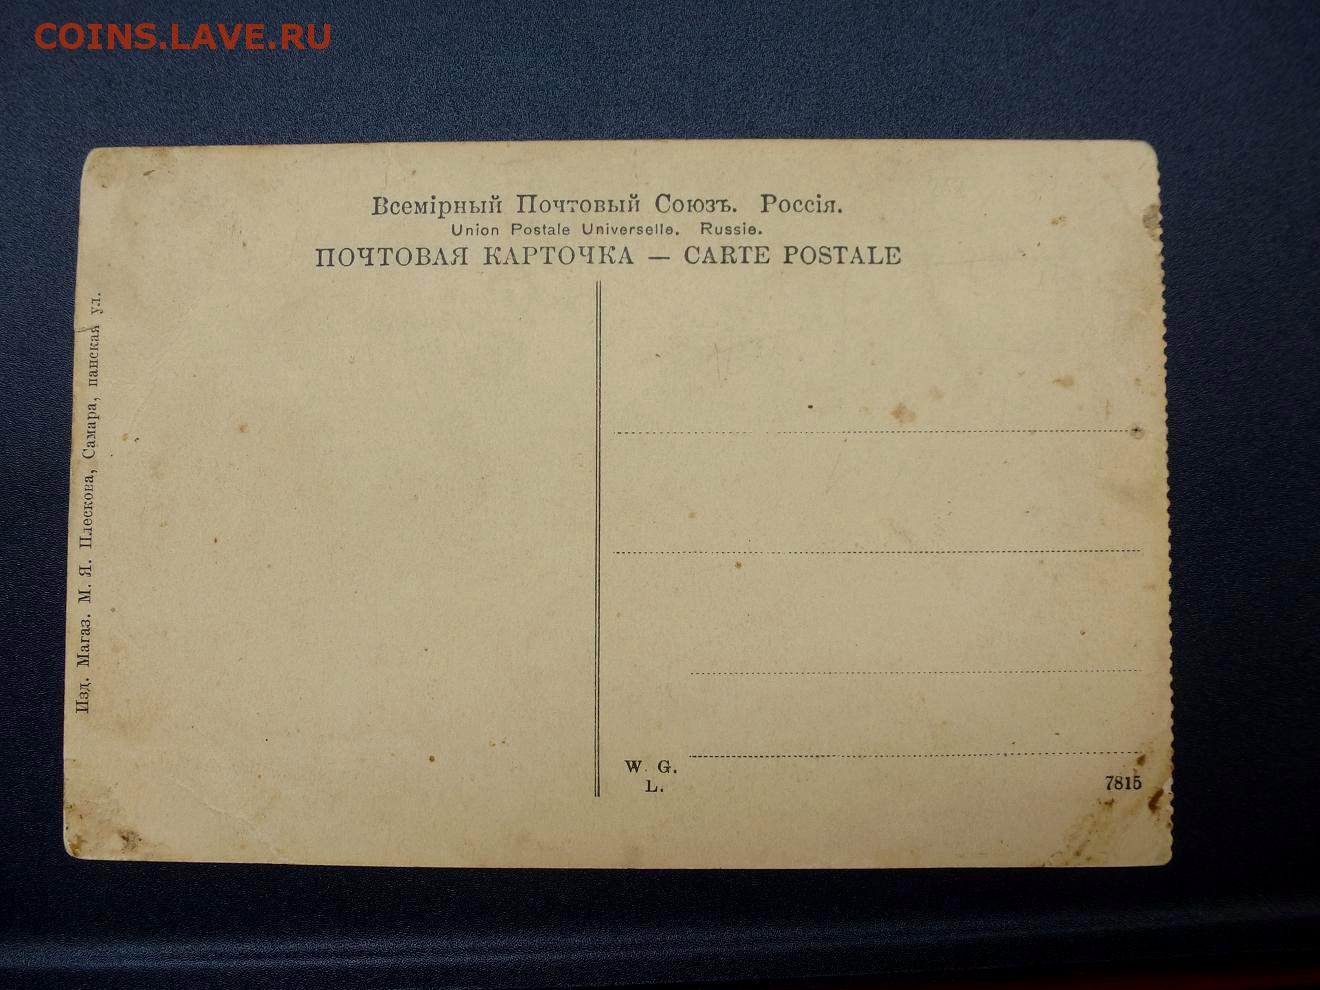 COINS.LAVE.RU
Всемірный Почтовый Союзъ. Россія.
Union Postale Universelle. Russie.
ПОЧТОВАЯ КАРТОЧКА — CARTE POSTALE
Изд. Магаз. М. Я. Плескова, Самара, панская ул.
W. G.
L.
7815